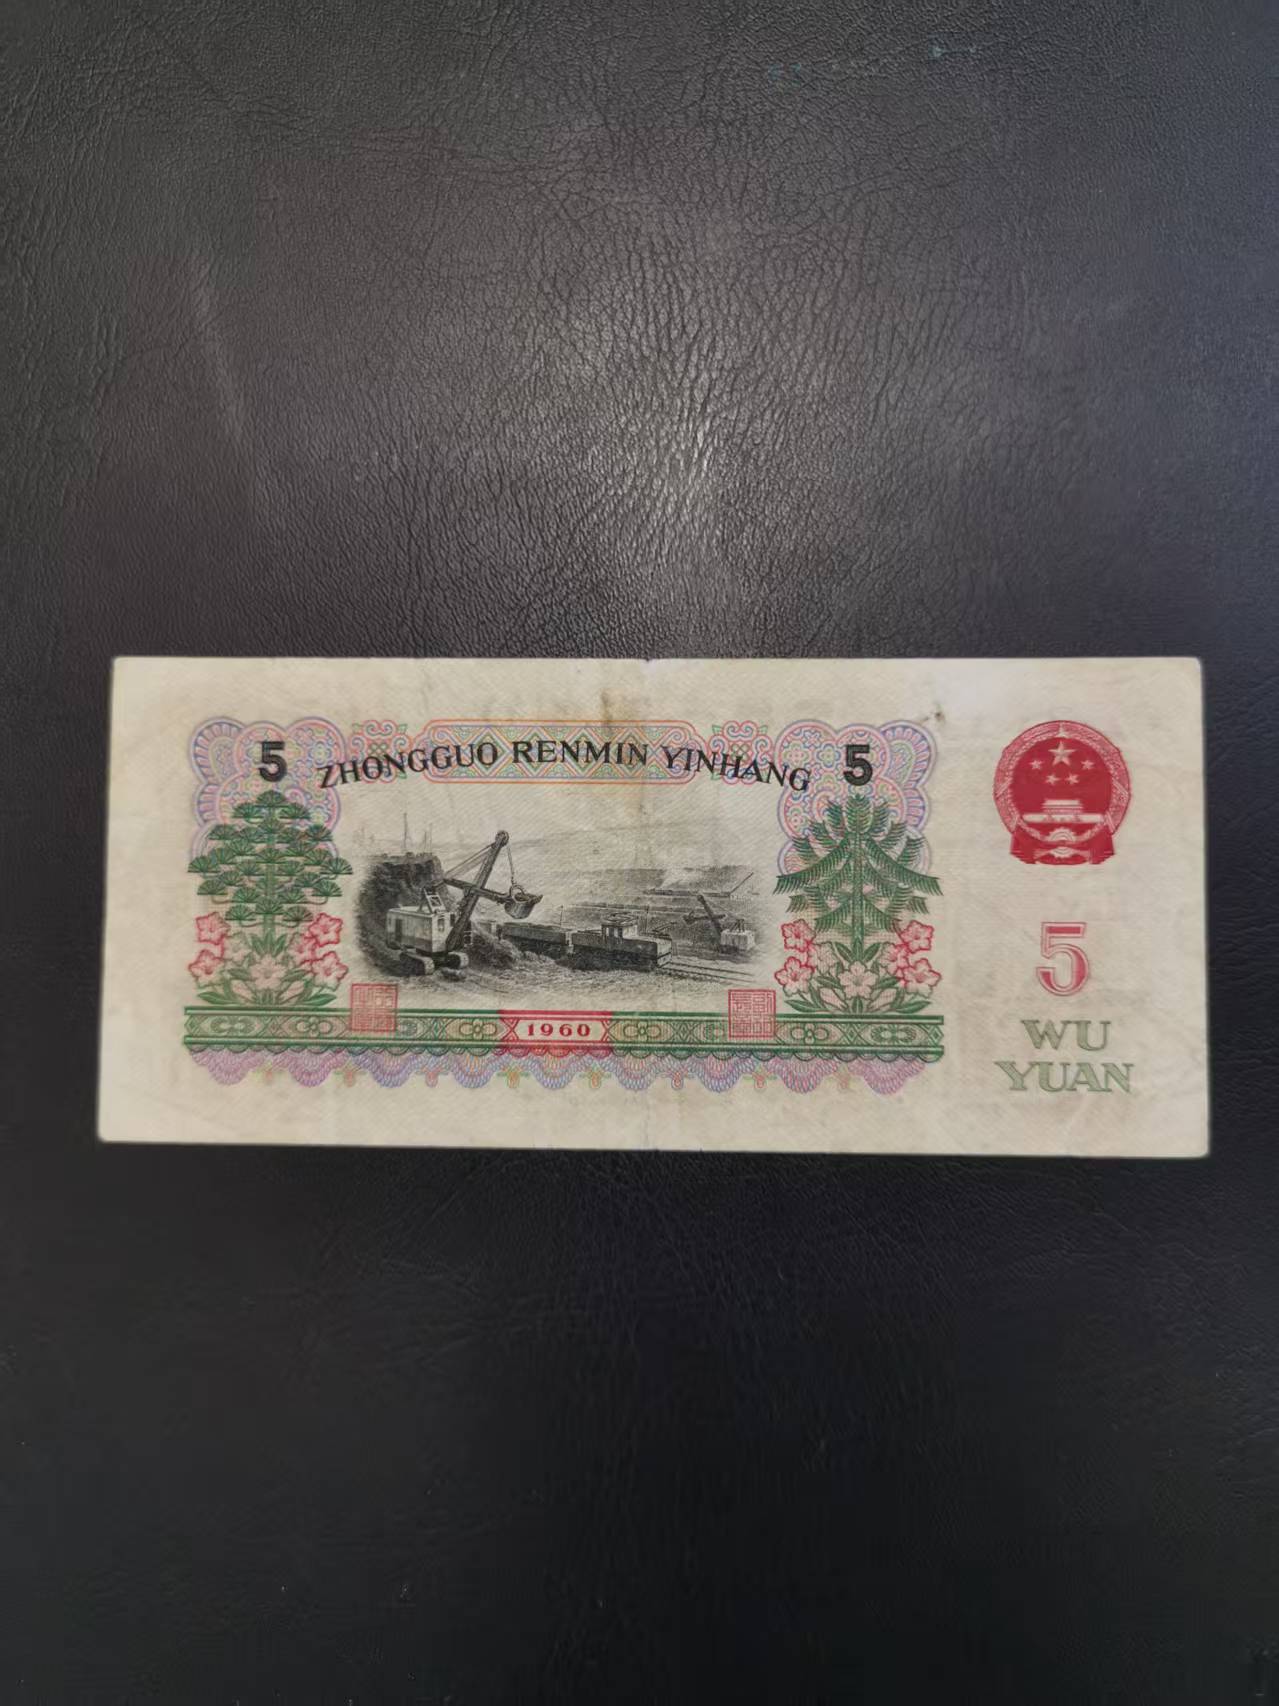 5 ZHONGGUO RENMIN YINHANG 5
5
WU
YUAN
1960